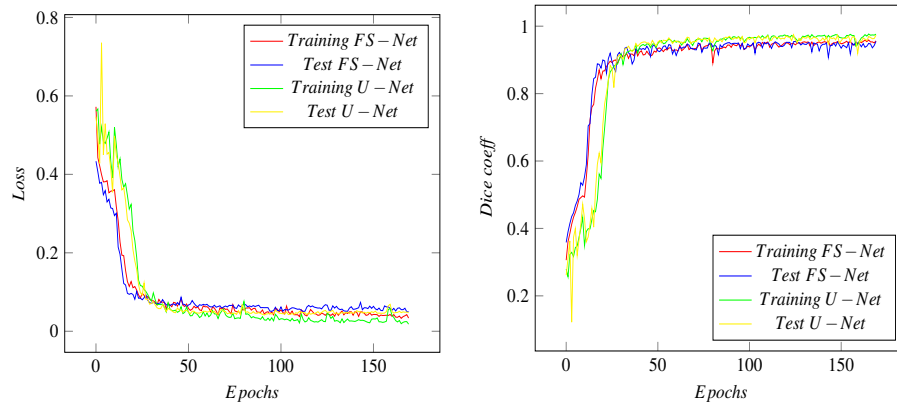 0.8
0.6
0.4
0.2
0
Loss
0
50
100
150
Epochs
Training FS−Net
Test FS−Net
Training U−Net
Test U−Net
1
0.8
0.6
0.4
0.2
Dice coeff
0
50
100
150
Epochs
Training FS−Net
Test FS−Net
Training U−Net
Test U−Net